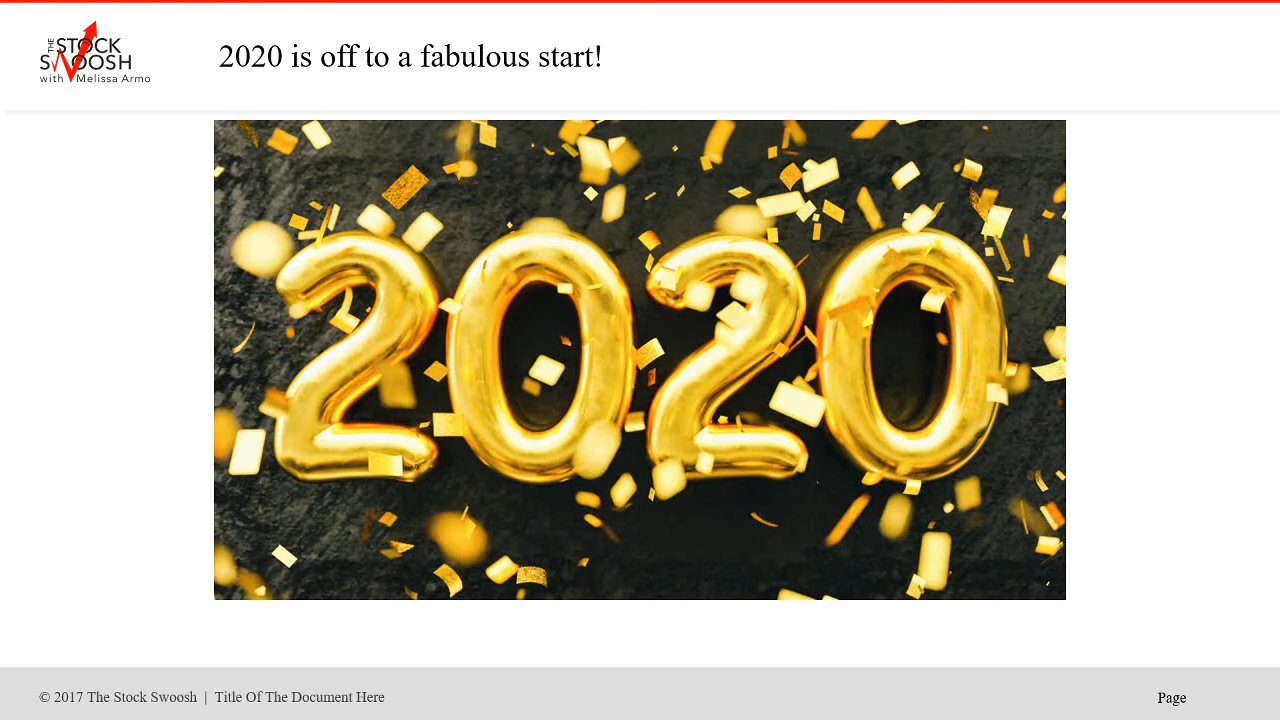 THE STOCK
SWOOSH
with Melissa Armo
2020 is off to a fabulous start!
2020
© 2017 The Stock Swoosh | Title Of The Document Here
Page